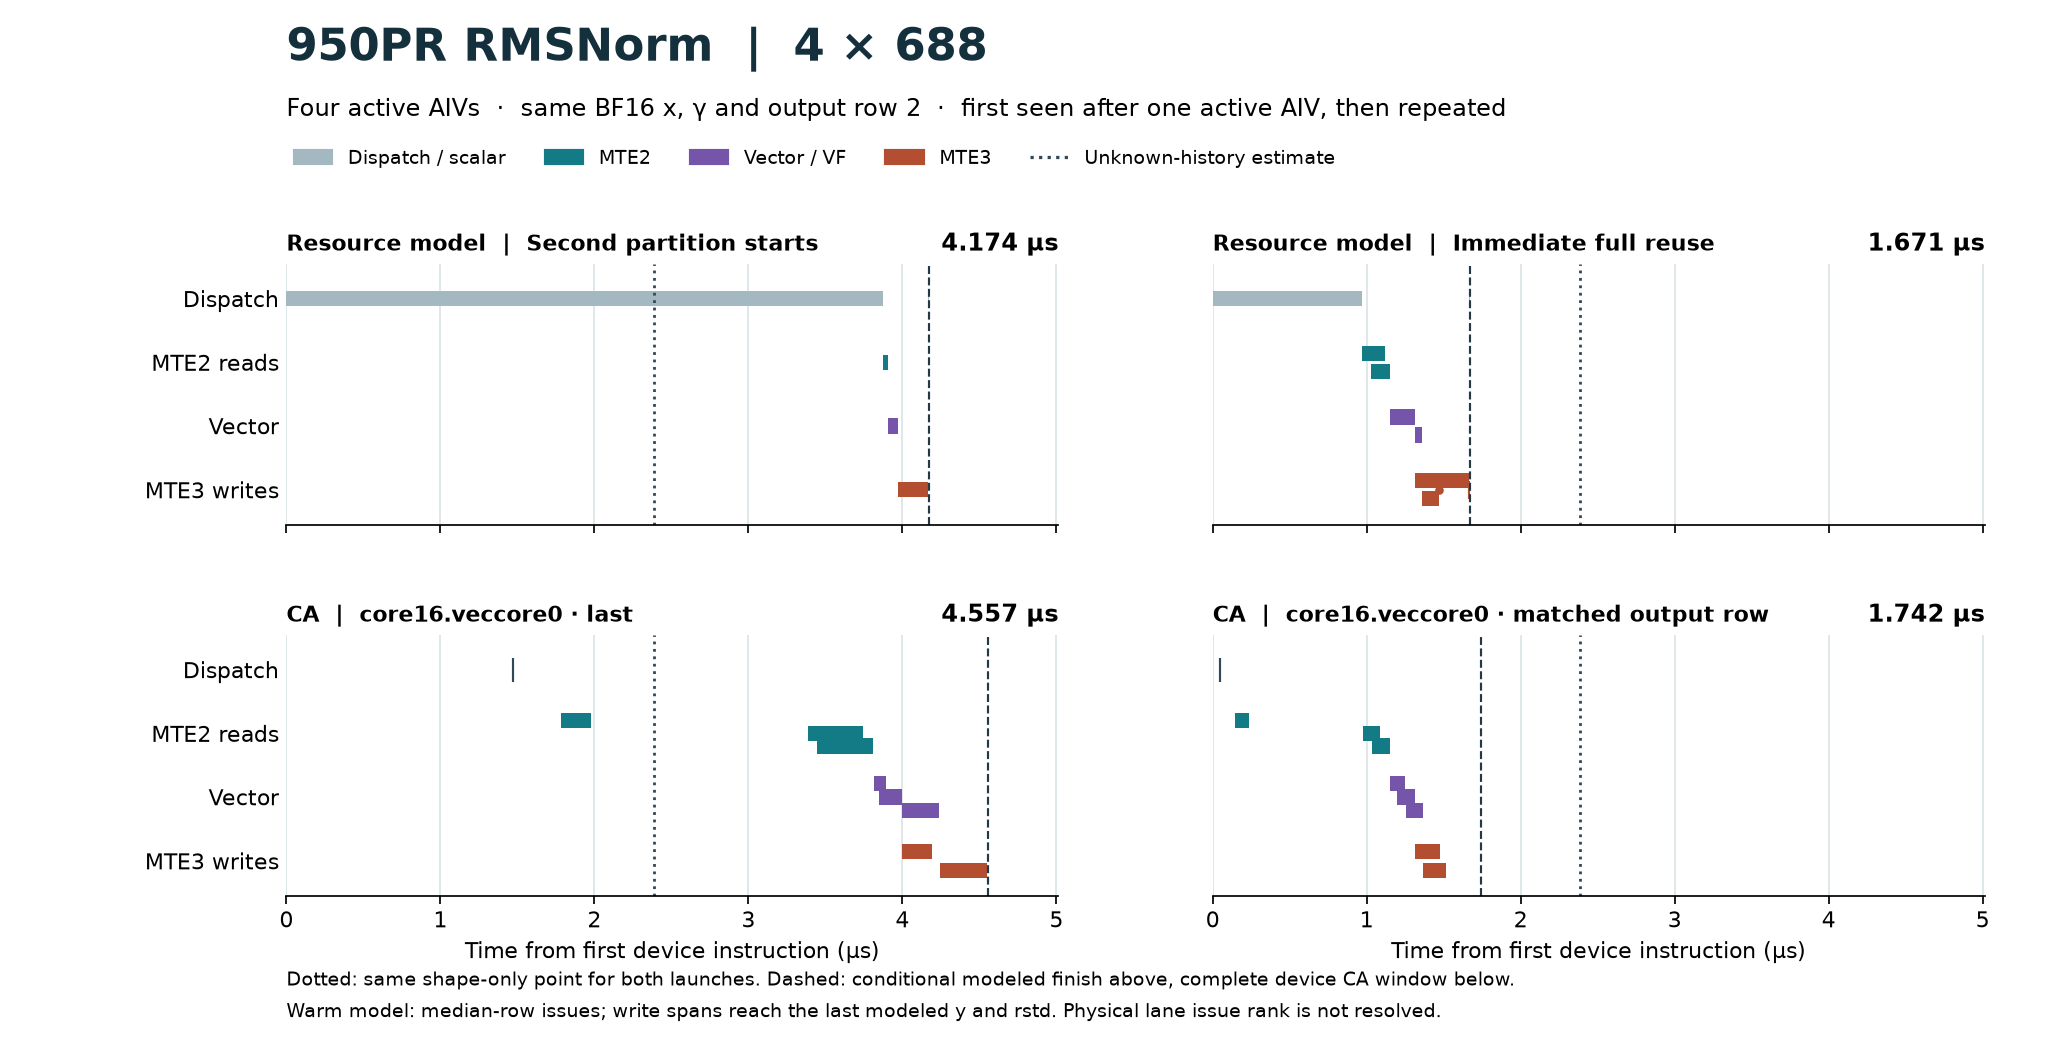 950PR RMSNorm | 4 × 688
Four active AIVs · same BF16 x, γ and output row 2 · first seen after one active AIV, then repeated
Dispatch / scalar MTE2 Vector / VF MTE3 Unknown-history estimate
Resource model | Second partition starts 4.174 µs
Dispatch
MTE2 reads
Vector
MTE3 writes
Resource model | Immediate full reuse 1.671 µs
CA | core16.veccore0 · last 4.557 µs
Dispatch
MTE2 reads
Vector
MTE3 writes
0 1 2 3 4 5
Time from first device instruction (µs)
CA | core16.veccore0 · matched output row 1.742 µs
0 1 2 3 4 5
Time from first device instruction (µs)
Dotted: same shape-only point for both launches. Dashed: conditional modeled finish above, complete device CA window below.
Warm model: median-row issues; write spans reach the last modeled y and rstd. Physical lane issue rank is not resolved.